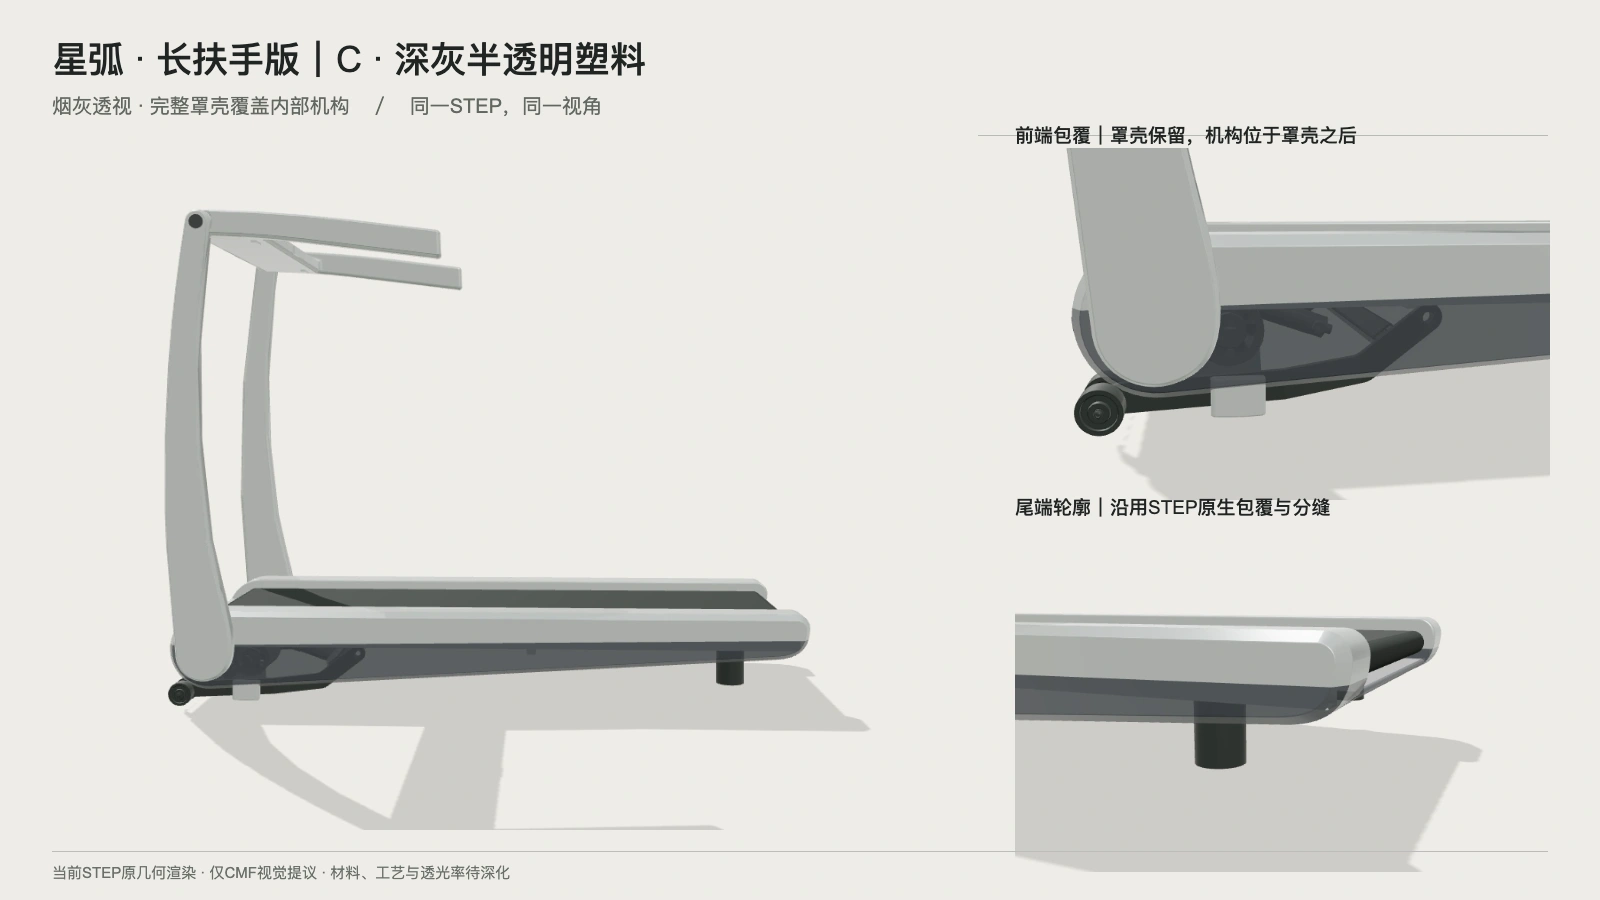 星弧 · 长扶手版｜C · 深灰半透明塑料
烟灰透视 · 完整罩壳覆盖内部机构　/　同一STEP，同一视角
前端包覆｜罩壳保留，机构位于罩壳之后
尾端轮廓｜沿用STEP原生包覆与分缝
当前STEP原几何渲染 · 仅CMF视觉提议 · 材料、工艺与透光率待深化